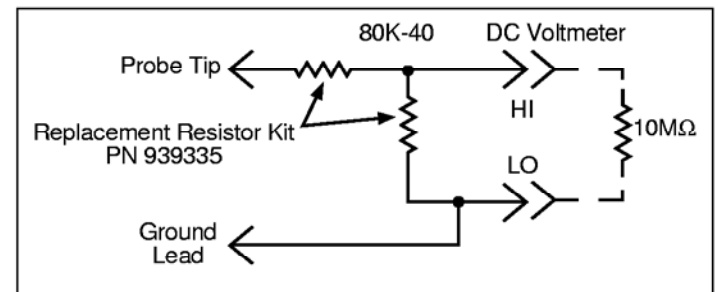 80K-40
DC Voltmeter
Probe Tip
HI
Replacement Resistor Kit
PN 939335
10MΩ
LO
Ground
Lead